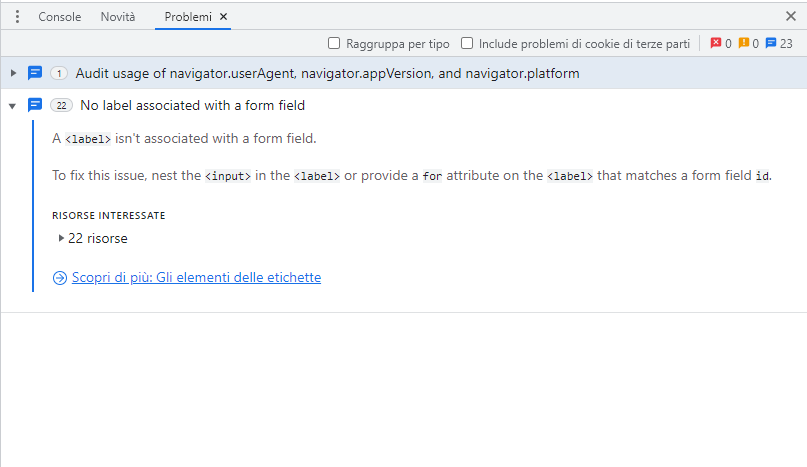 Console Novità Problemi
Raggruppa per tipo Include problemi di cookie di terze parti 0 0 23
1 Audit usage of navigator.userAgent, navigator.appVersion, and navigator.platform
22 No label associated with a form field
A <label> isn't associated with a form field.
To fix this issue, nest the <input> in the <label> or provide a for attribute on the <label> that matches a form field id.
RISORSE INTERESSATE
22 risorse
Scopri di più: Gli elementi delle etichette